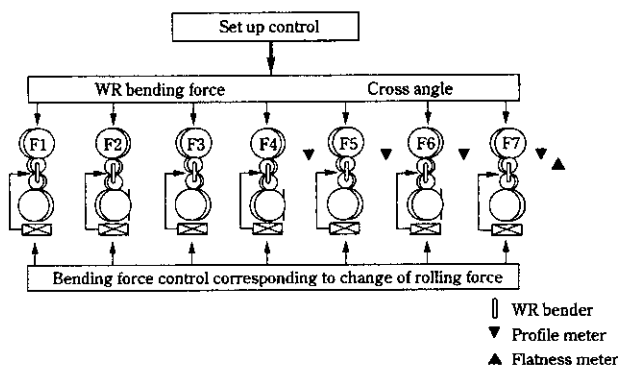 Set up control
WR bending force Cross angle
F1 F2 F3 F4 F5 F6 F7
Bending force control corresponding to change of rolling force
WR bender
Profile meter
Flatness meter